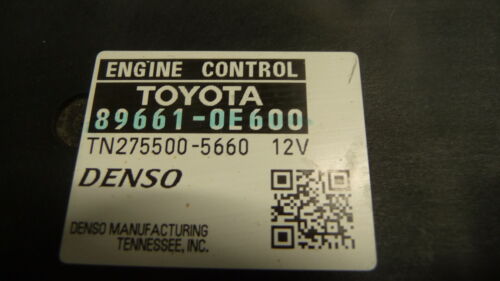 ENGINE CONTROL
TOYOTA
89661-0E600
TN275500-5660 12V
DENSO
DENSO MANUFACTURING
TENNESSEE, INC.